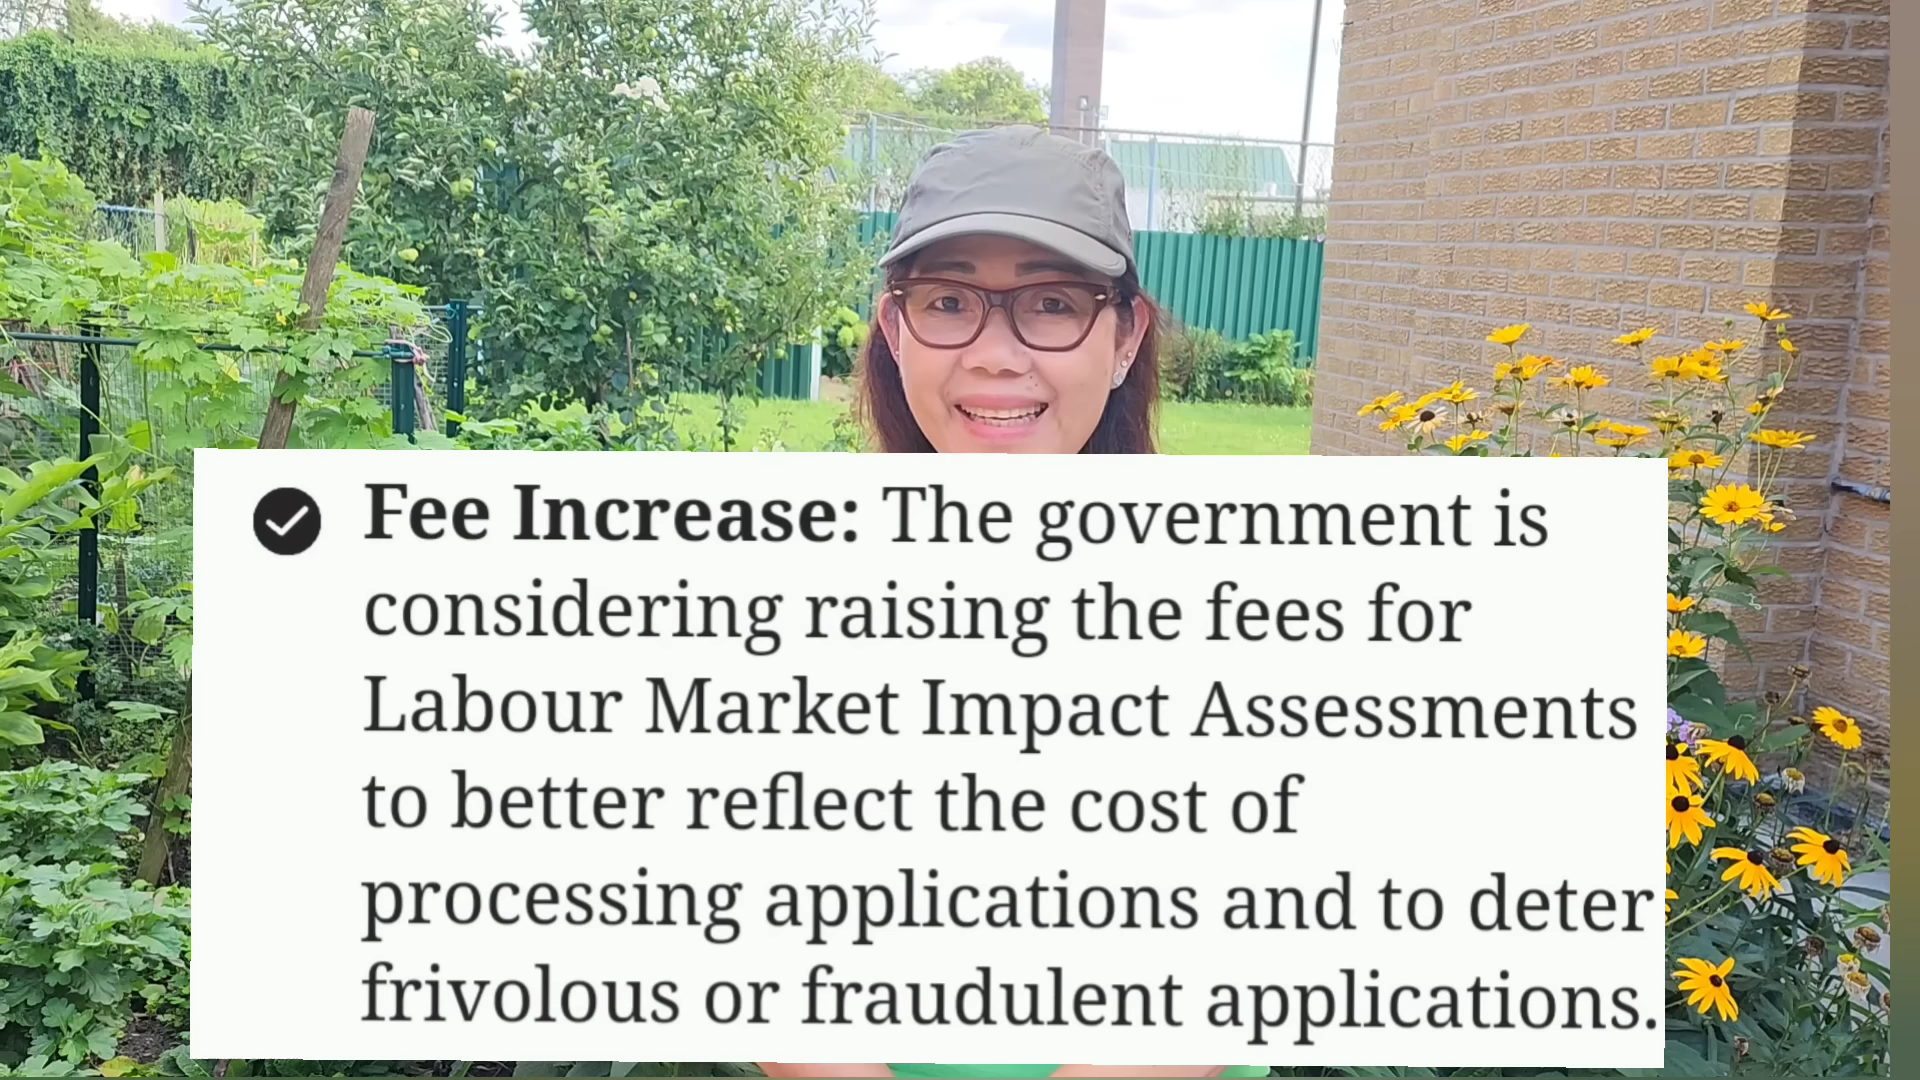 Fee Increase: The government is
considering raising the fees for
Labour Market Impact Assessments
to better reflect the cost of
processing applications and to deter
frivolous or fraudulent applications.